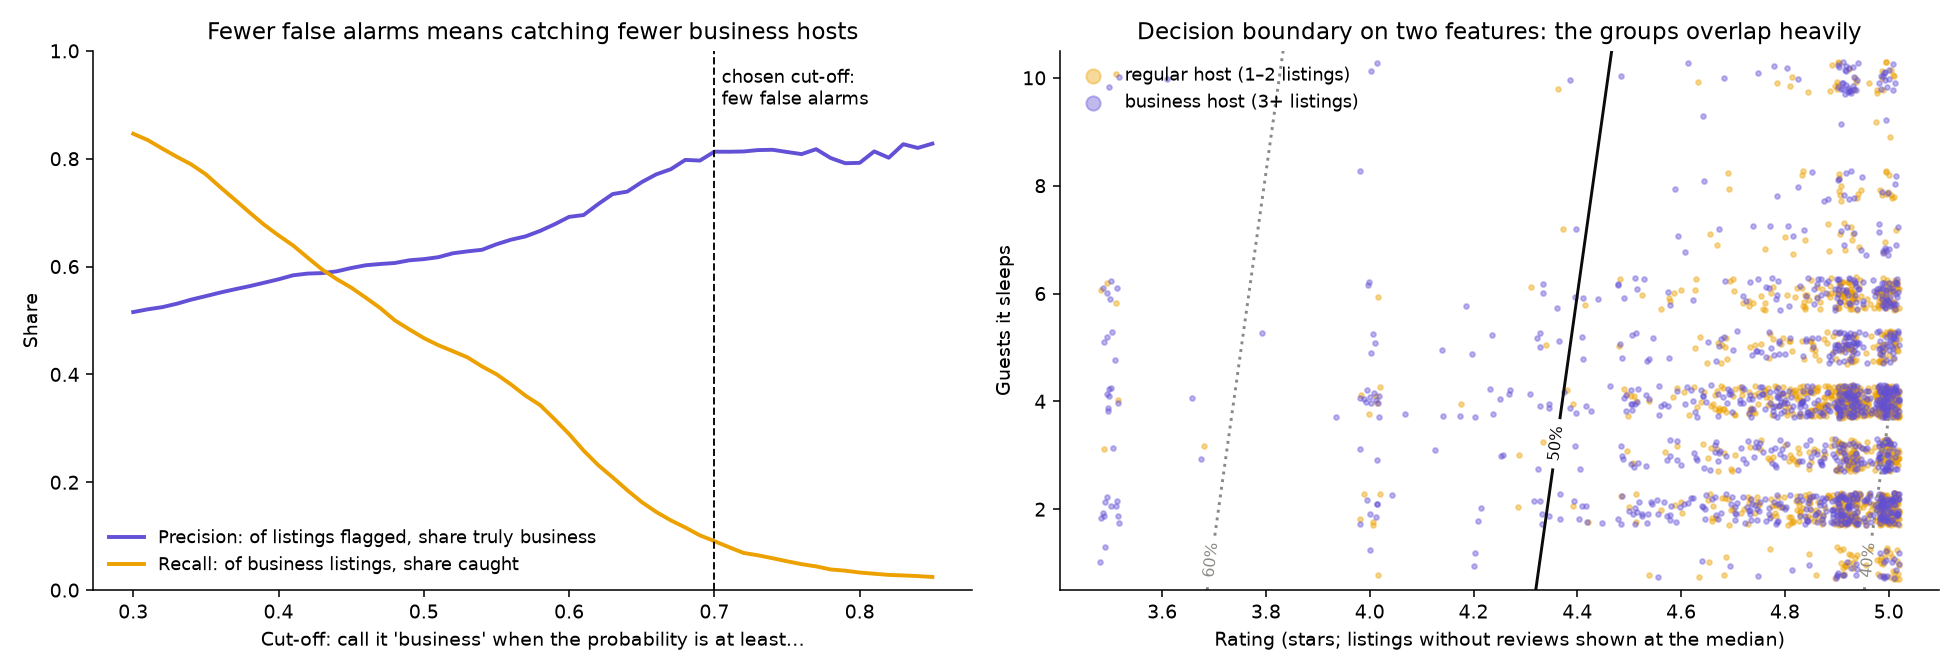 Fewer false alarms means catching fewer business hosts
1.0
0.8
0.6
0.4
0.2
0.0
Share
chosen cut-off:
few false alarms
Precision: of listings flagged, share truly business
Recall: of business listings, share caught
0.3 0.4 0.5 0.6 0.7 0.8
Cut-off: call it 'business' when the probability is at least...
Decision boundary on two features: the groups overlap heavily
10
8
6
4
2
Guests it sleeps
regular host (1–2 listings)
business host (3+ listings)
60%
50%
40%
3.6 3.8 4.0 4.2 4.4 4.6 4.8 5.0
Rating (stars; listings without reviews shown at the median)